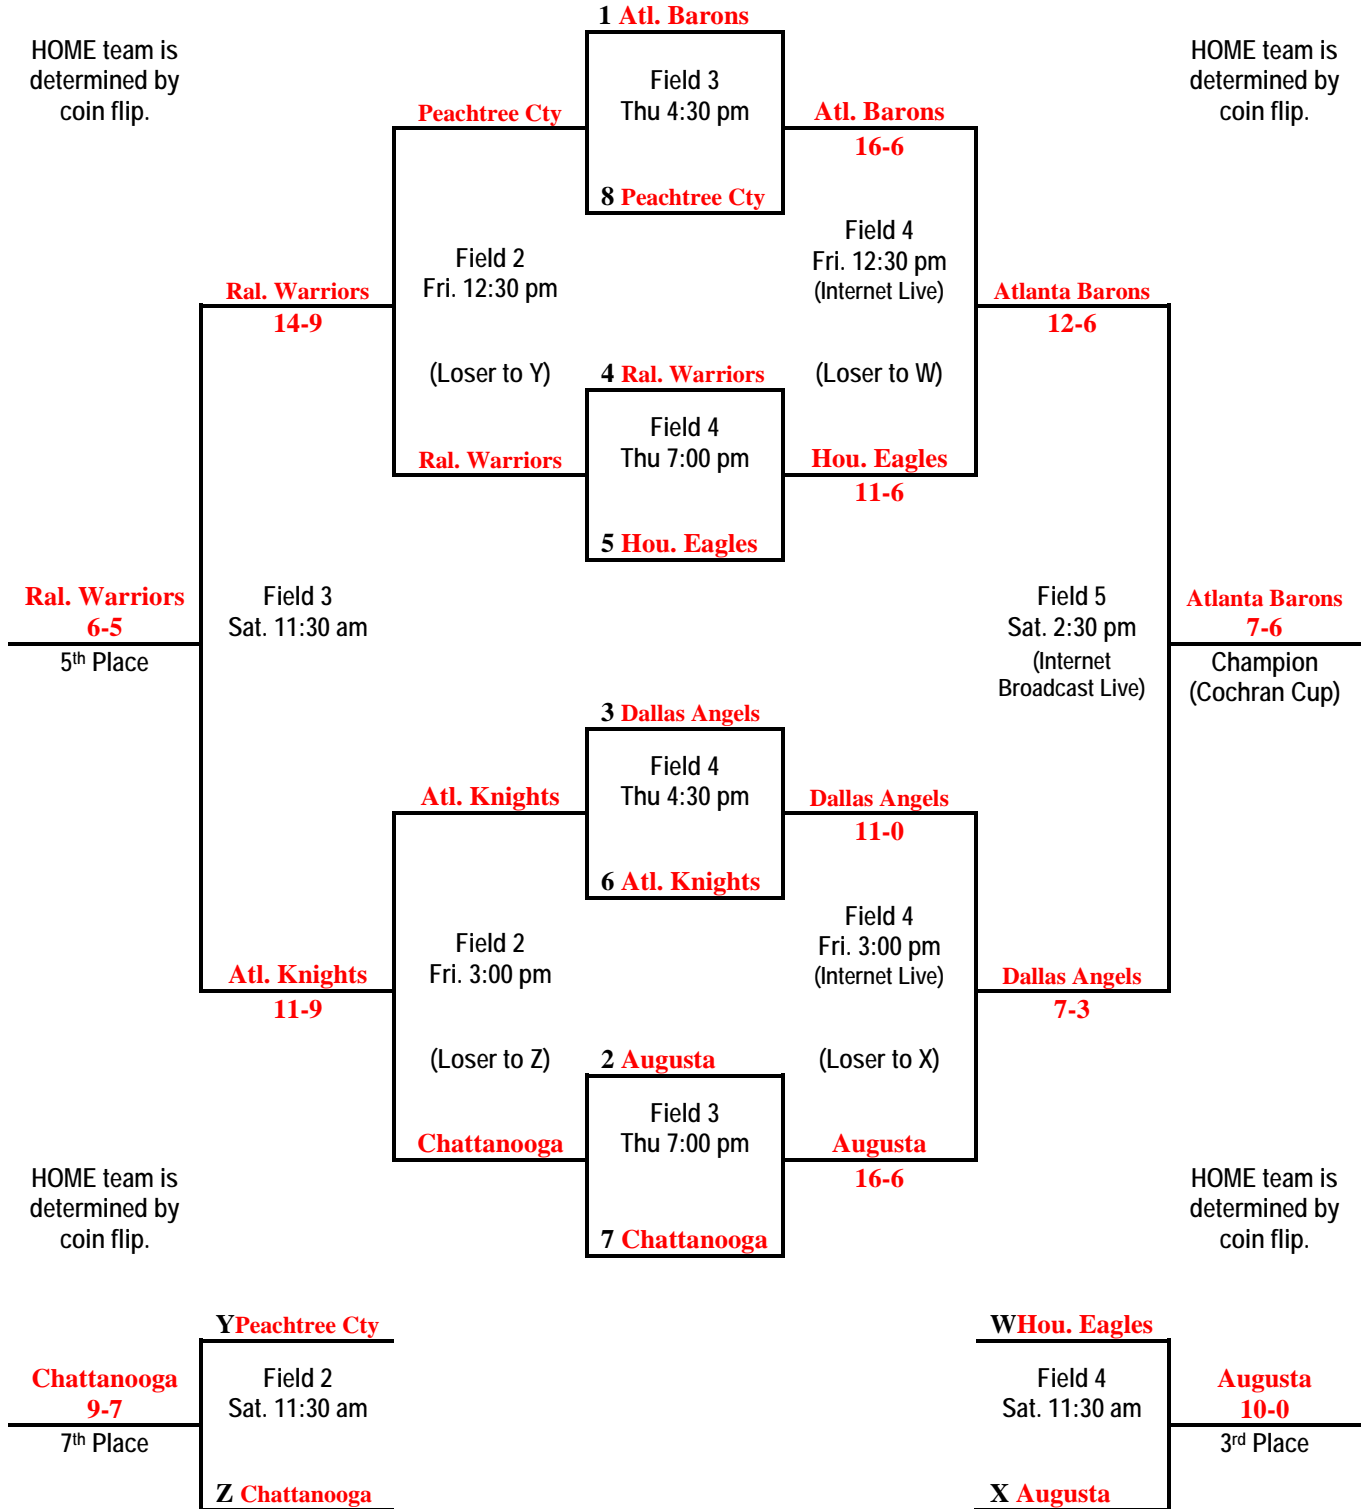 1 Atl. Barons
HOME team is
determined by
coin flip.
HOME team is
determined by
coin flip.
Field 3
Thu 4:30 pm
Peachtree Cty
Atl. Barons
16-6
8 Peachtree Cty
Field 2
Fri. 12:30 pm
Field 4
Fri. 12:30 pm
(Internet Live)
Ral. Warriors
14-9
Atlanta Barons
12-6
(Loser to Y)
4 Ral. Warriors
(Loser to W)
Field 4
Thu 7:00 pm
Ral. Warriors
Hou. Eagles
11-6
5 Hou. Eagles
Ral. Warriors
6-5
5th Place
Field 3
Sat. 11:30 am
Field 5
Sat. 2:30 pm
(Internet
Broadcast Live)
Atlanta Barons
7-6
Champion
(Cochran Cup)
3 Dallas Angels
Field 4
Thu 4:30 pm
Atl. Knights
Dallas Angels
11-0
6 Atl. Knights
Field 2
Fri. 3:00 pm
Field 4
Fri. 3:00 pm
(Internet Live)
Atl. Knights
11-9
Dallas Angels
7-3
(Loser to Z)
2 Augusta
(Loser to X)
Field 3
Thu 7:00 pm
Chattanooga
Augusta
16-6
7 Chattanooga
HOME team is
determined by
coin flip.
HOME team is
determined by
coin flip.
YPeachtree Cty
Chattanooga
9-7
7th Place
Field 2
Sat. 11:30 am
Z Chattanooga
WHou. Eagles
Field 4
Sat. 11:30 am
Augusta
10-0
3rd Place
X Augusta